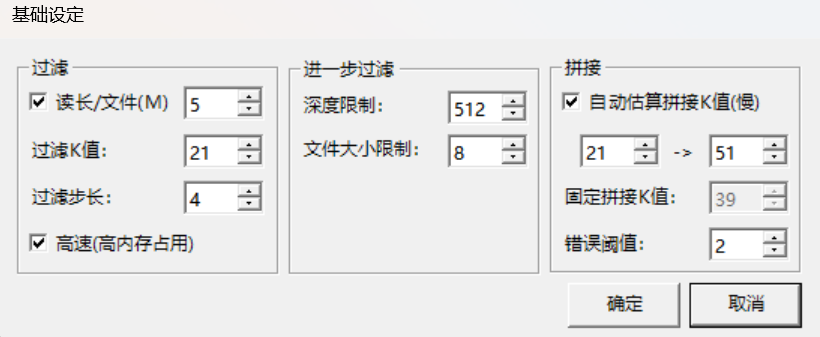 基础设定
过滤
读长/文件(M) 5
过滤K值: 21
过滤步长: 4
高速(高内存占用)
进一步过滤
深度限制: 512
文件大小限制: 8
拼接
自动估算拼接K值(慢)
21 -> 51
固定拼接K值: 39
错误阈值: 2
确定 取消